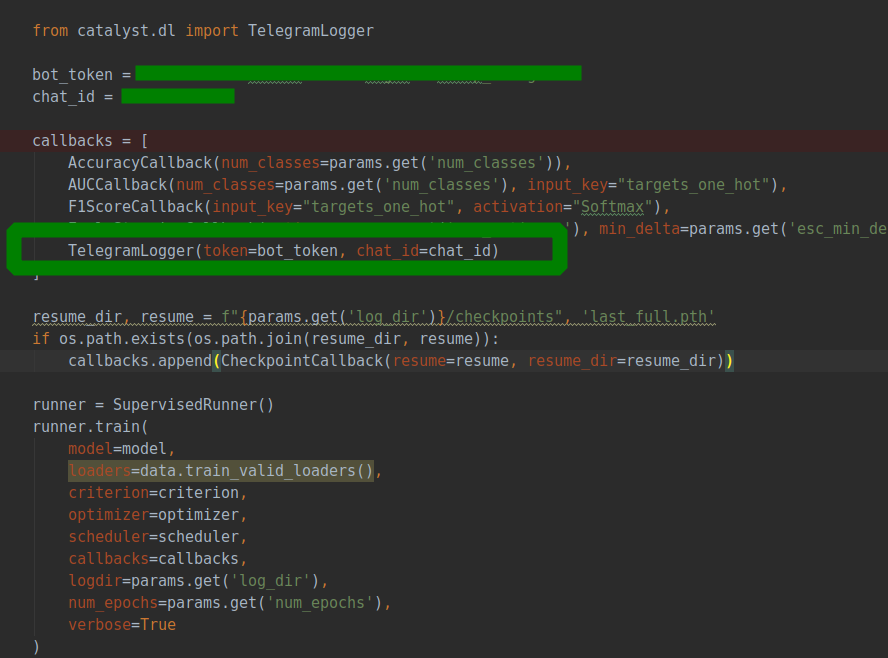 from catalyst.dl import TelegramLogger
bot_token =
chat_id =
callbacks = [
AccuracyCallback(num_classes=params.get('num_classes')),
AUCCallback(num_classes=params.get('num_classes'), input_key="targets_one_hot"),
F1ScoreCallback(input_key="targets_one_hot", activation="Softmax"),
'), min_delta=params.get('esc_min_de
TelegramLogger(token=bot_token, chat_id=chat_id)
]
resume_dir, resume = f"{params.get('log_dir')}/checkpoints", 'last_full.pth'
if os.path.exists(os.path.join(resume_dir, resume)):
callbacks.append(CheckpointCallback(resume=resume, resume_dir=resume_dir))
runner = SupervisedRunner()
runner.train(
model=model,
loaders=data.train_valid_loaders(),
criterion=criterion,
optimizer=optimizer,
scheduler=scheduler,
callbacks=callbacks,
logdir=params.get('log_dir'),
num_epochs=params.get('num_epochs'),
verbose=True
)